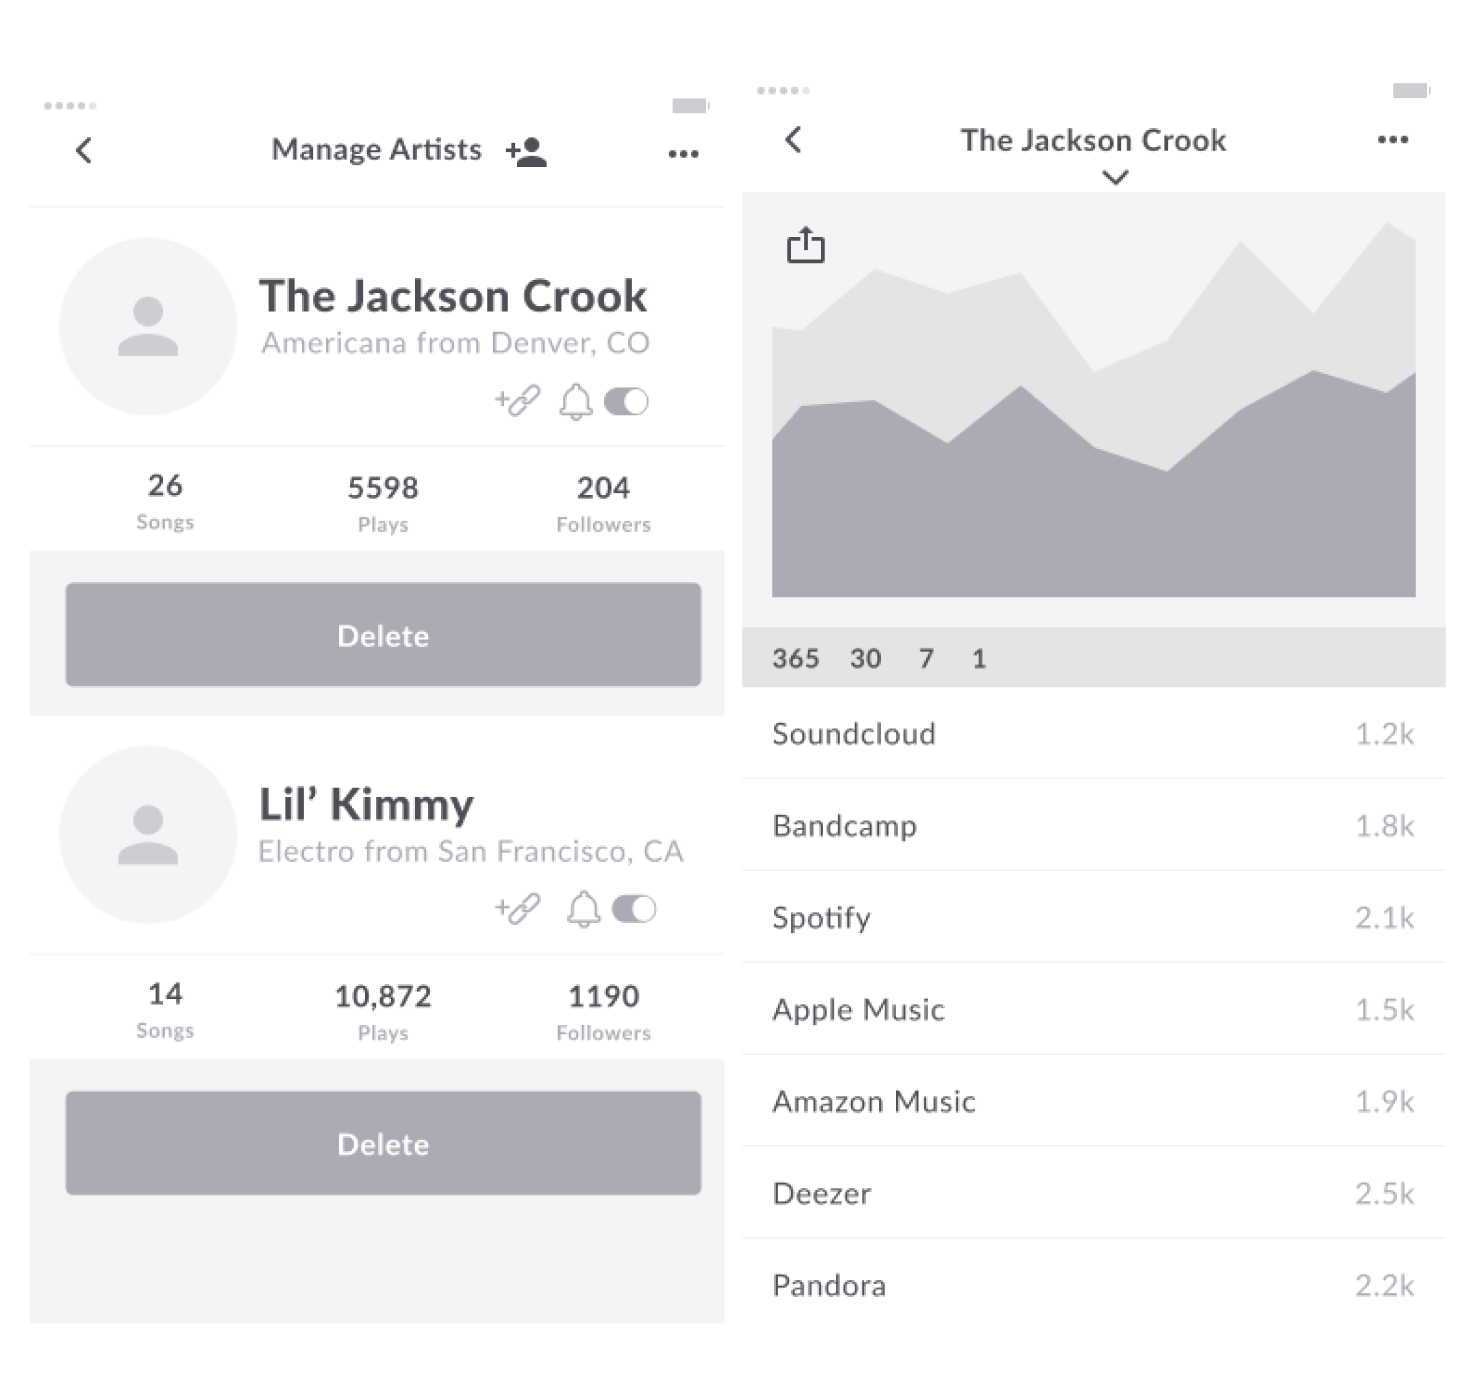 Manage Artists
The Jackson Crook
Americana from Denver, CO
26
Songs
5598
Plays
204
Followers
Delete
Lil’ Kimmy
Electro from San Francisco, CA
14
Songs
10,872
Plays
1190
Followers
Delete
The Jackson Crook
365 30 7 1
Soundcloud 1.2k
Bandcamp 1.8k
Spotify 2.1k
Apple Music 1.5k
Amazon Music 1.9k
Deezer 2.5k
Pandora 2.2k